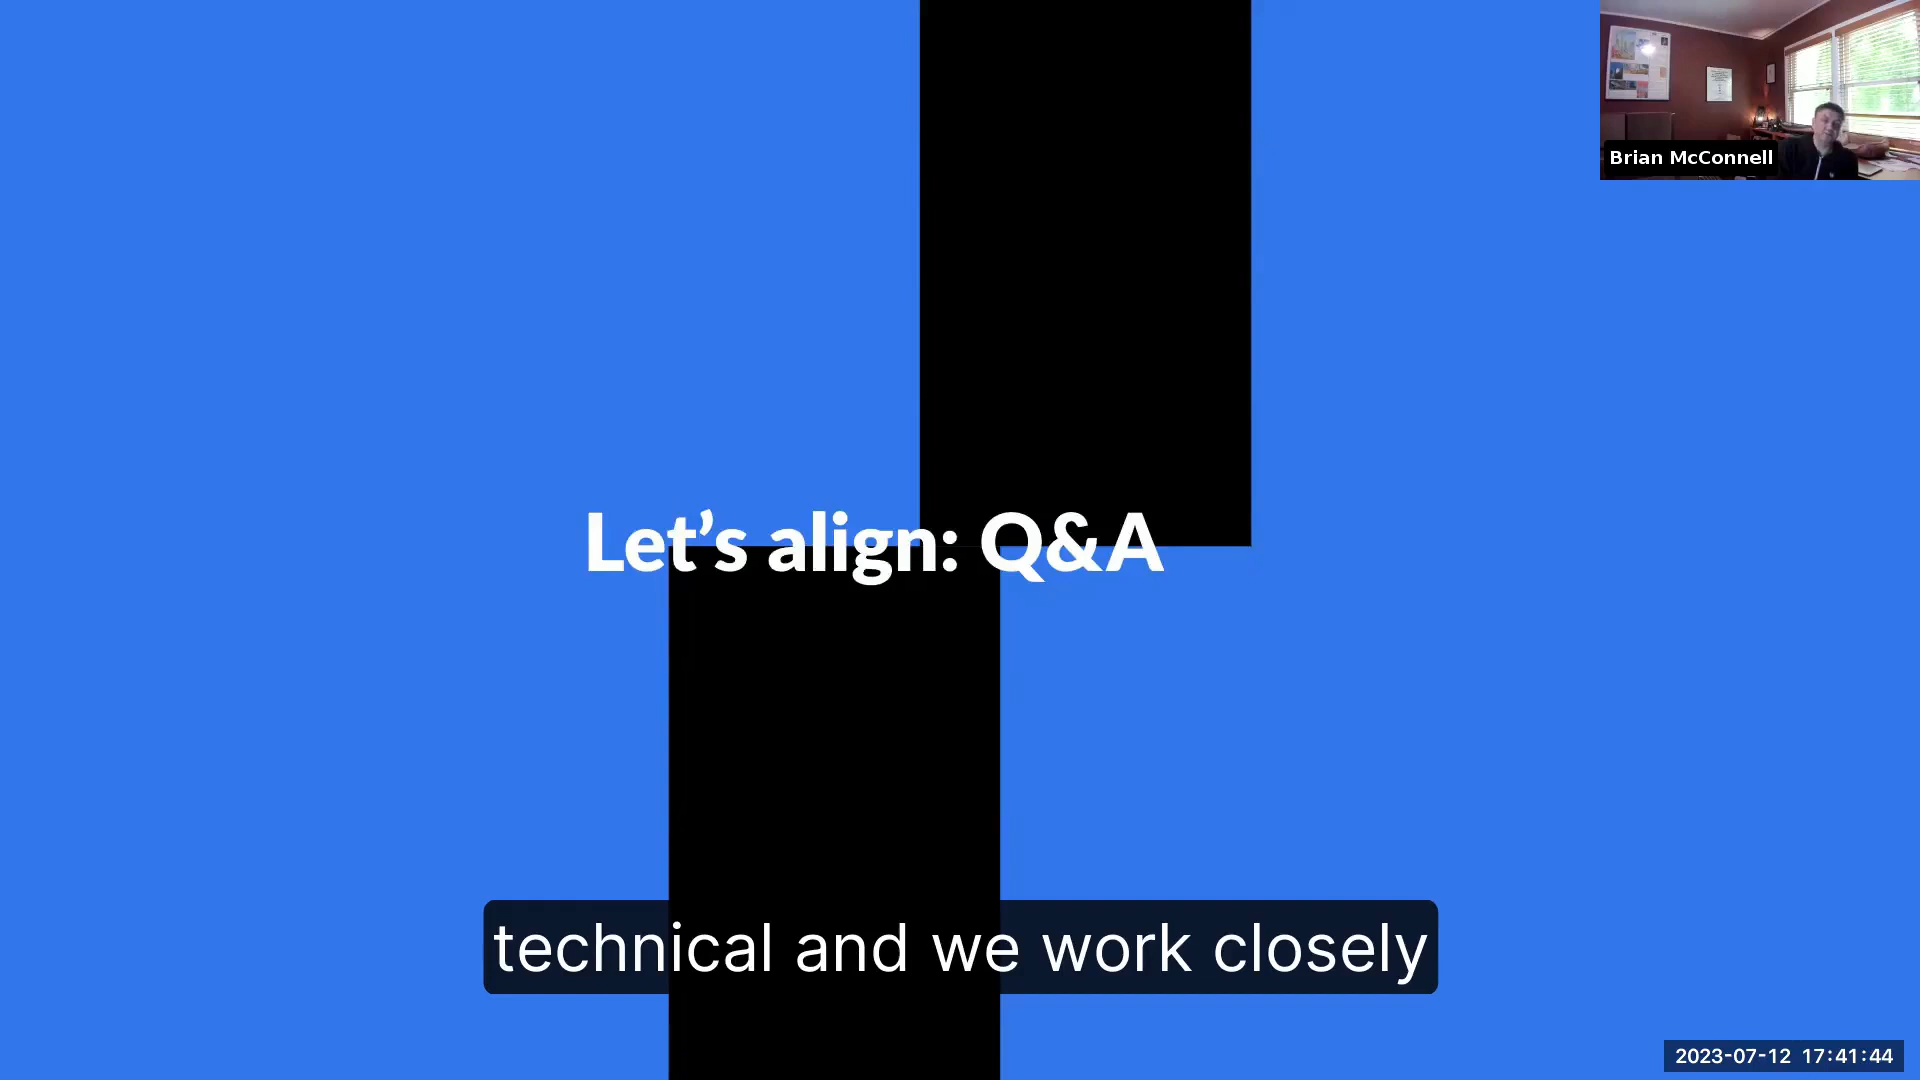 Brian McConnell
Let’s align: Q&A
technical and we work closely
2023-07-12 17:41:44